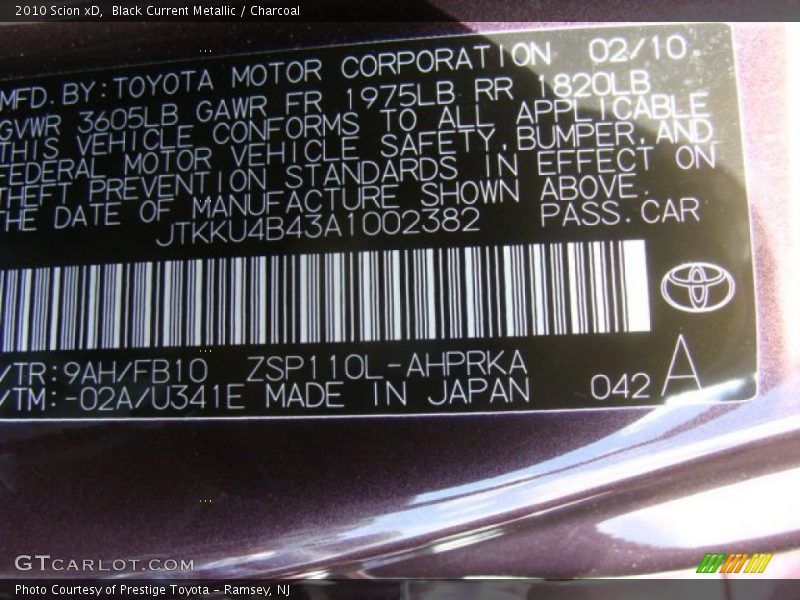 2010 Scion xD, Black Current Metallic / Charcoal
MFD. BY: TOYOTA MOTOR CORPORATION 02/10
GVWR 3605LB GAWR FR 1975LB RR 1820LB
THIS VEHICLE CONFORMS TO ALL APPLICABLE
FEDERAL MOTOR VEHICLE SAFETY, BUMPER, AND
THEFT PREVENTION STANDARDS IN EFFECT ON
THE DATE OF MANUFACTURE SHOWN ABOVE.
JTKKU4B43A1002382 PASS. CAR
/TR: 9AH/FB10 ZSP110L-AHPRKA
/TM: -02A/U341E MADE IN JAPAN 042 A
GTCARLOT.COM
Photo Courtesy of Prestige Toyota - Ramsey, NJ